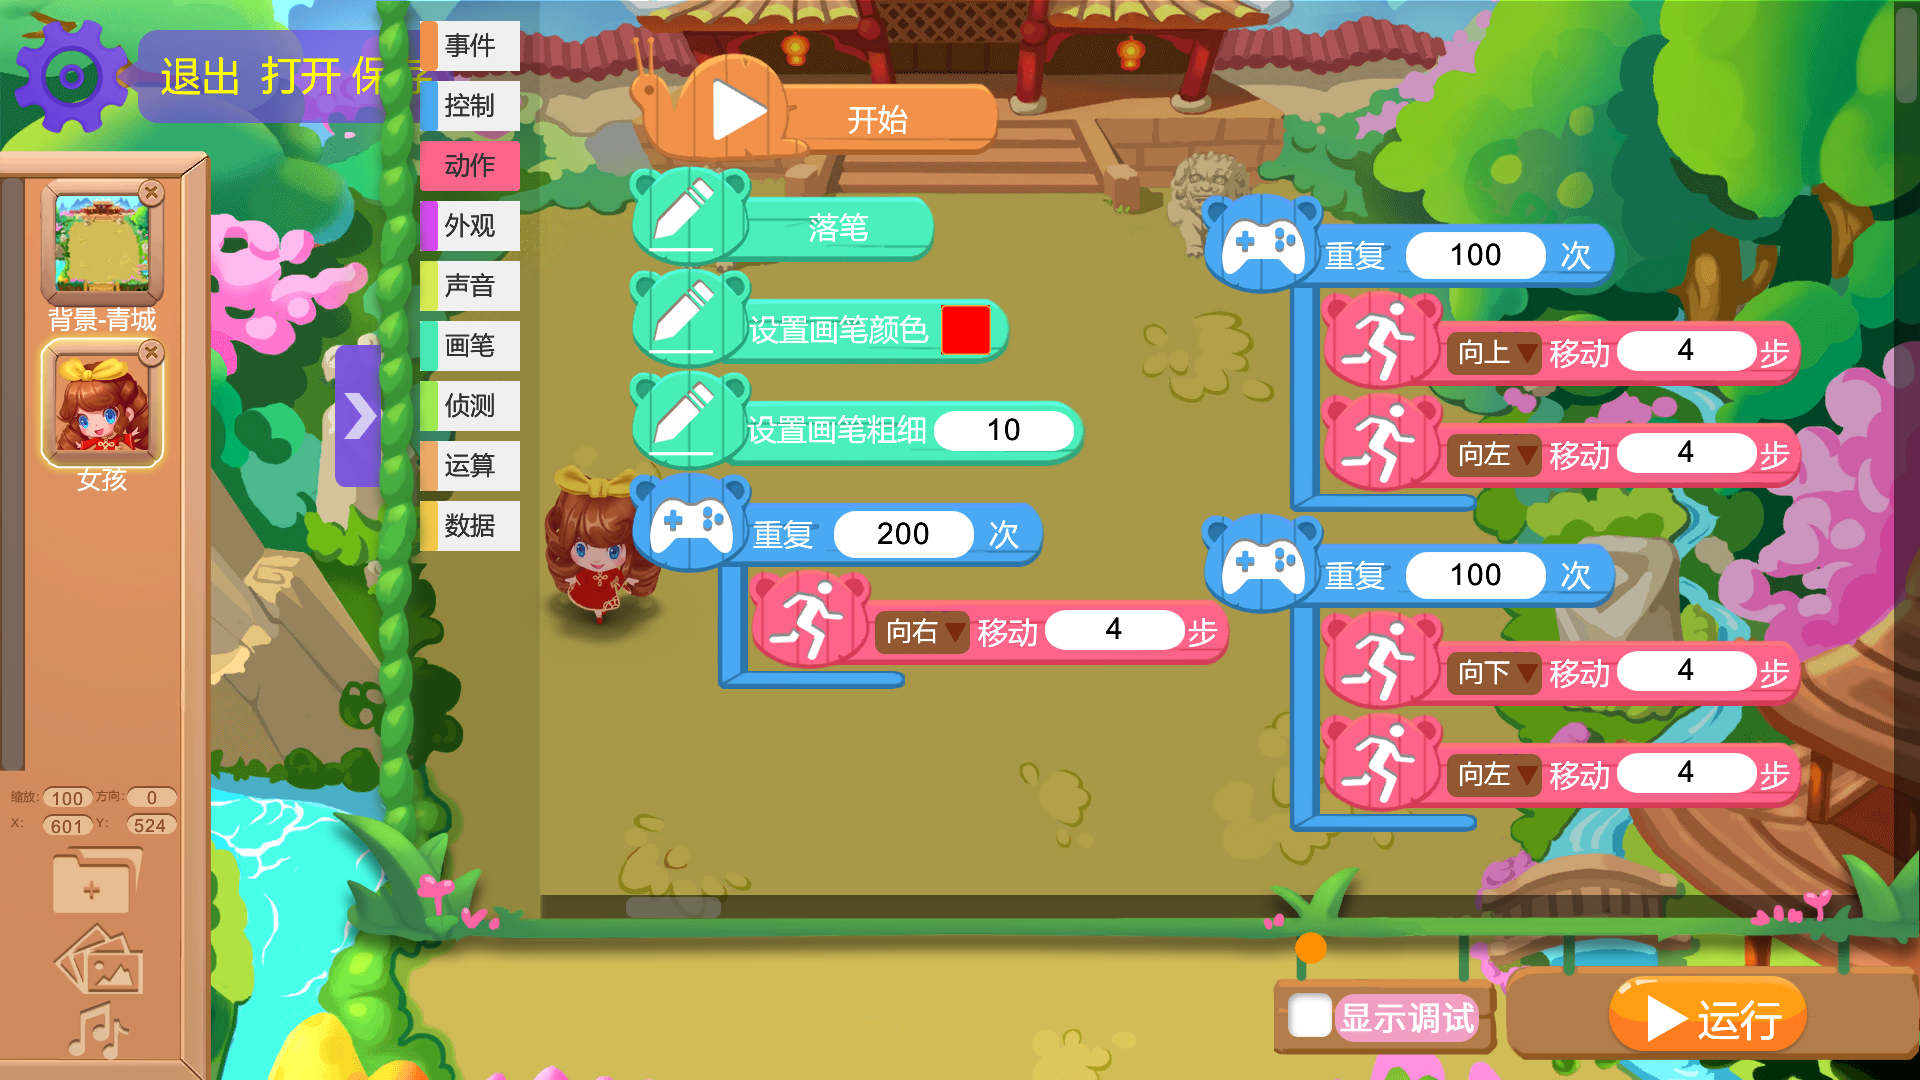 退出 打开 保存
背景-青城
女孩
缩放: 100 方向: 0
X: 601 Y: 524
事件
控制
动作
外观
声音
画笔
侦测
运算
数据
开始
落笔
设置画笔颜色
设置画笔粗细 10
重复 200 次
向右 移动 4 步
重复 100 次
向上 移动 4 步
向左 移动 4 步
重复 100 次
向下 移动 4 步
向左 移动 4 步
显示调试
运行